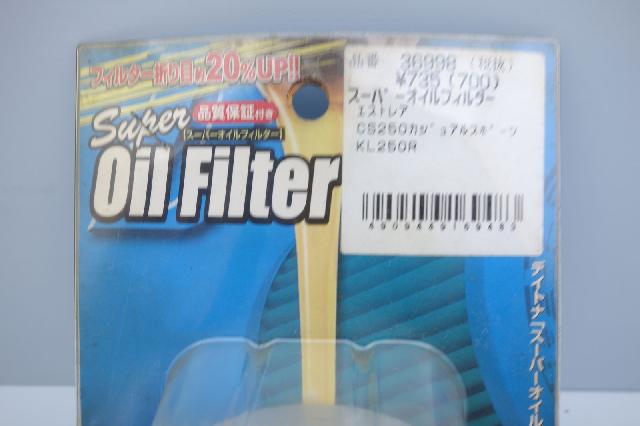 フィルター折り目約20%UP!!
Super
品質保証付き
[スーパーオイルフィルター]
Oil Filter
品番 36998 (税抜)
¥735(700)
スーパーオイルフィルター
エストレア
CS250カジュアルスポーツ
KL250R
4909449169483
デイトナ「スーパーオイル